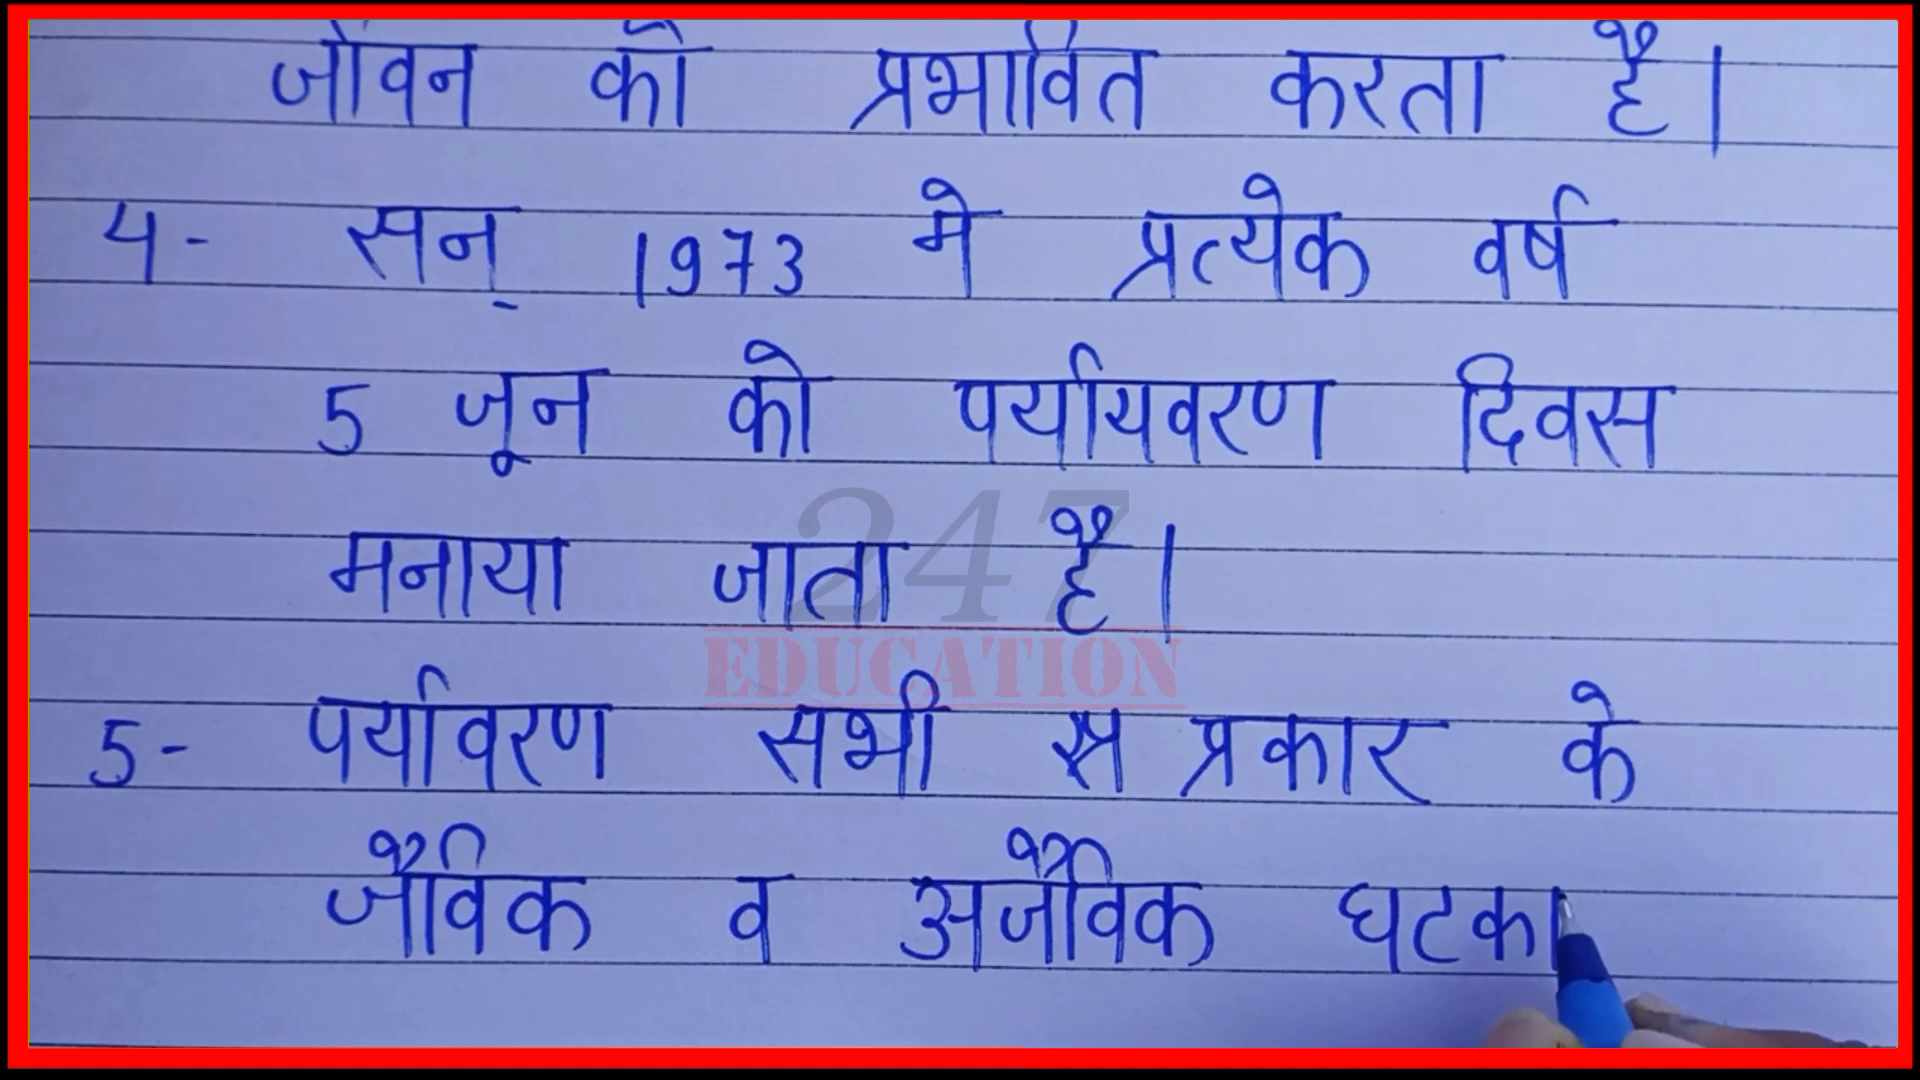 जीवन को प्रभावित करता है।
4- सन् 1973 मे प्रत्येक वर्ष
5 जून को पर्यायवरण दिवस
मनाया जाता है।
247
EDUCATION
5- पर्यावरण सभी प्रकार के
जैविक व अजैविक घटका